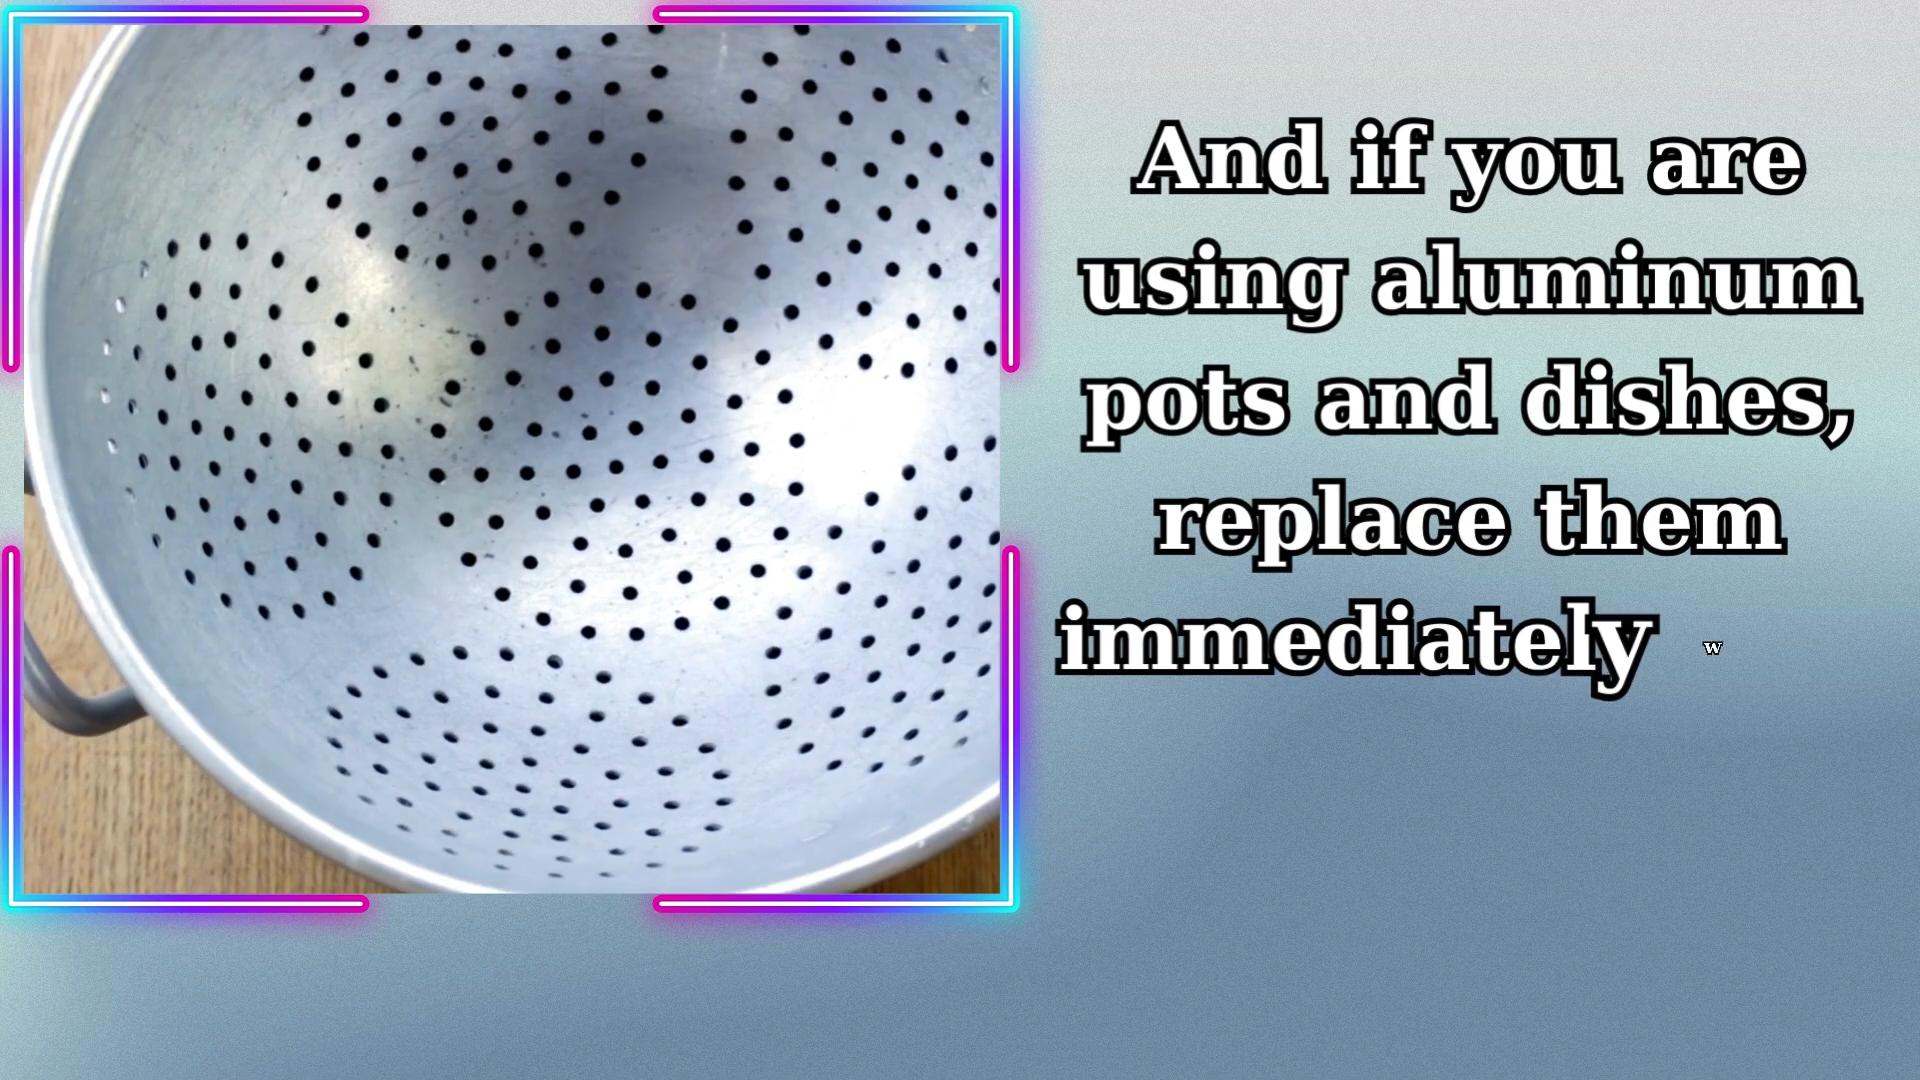 And if you are
using aluminum
pots and dishes,
replace them
immediately w